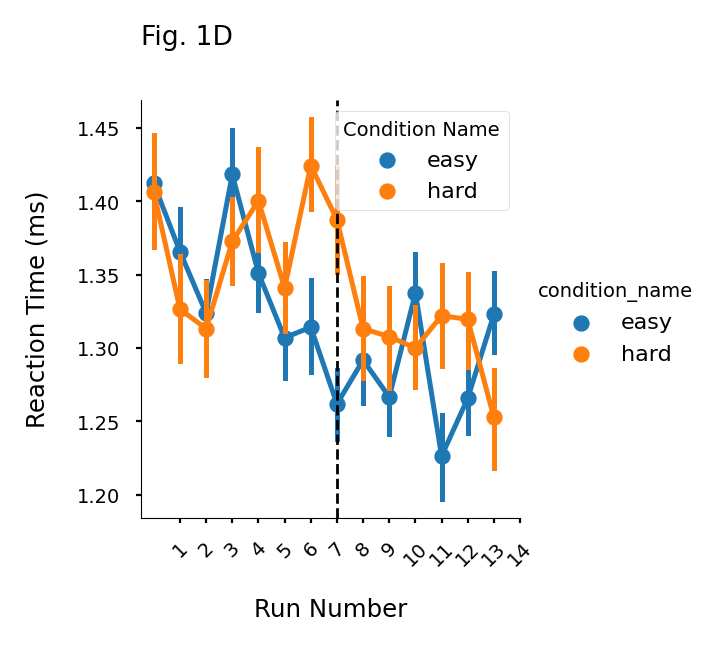 Fig. 1D
Reaction Time (ms)
1.45
1.40
1.35
1.30
1.25
1.20
Condition Name
easy
hard
condition_name
easy
hard
1 2 3 4 5 6 7 8 9 10 11 12 13 14
Run Number